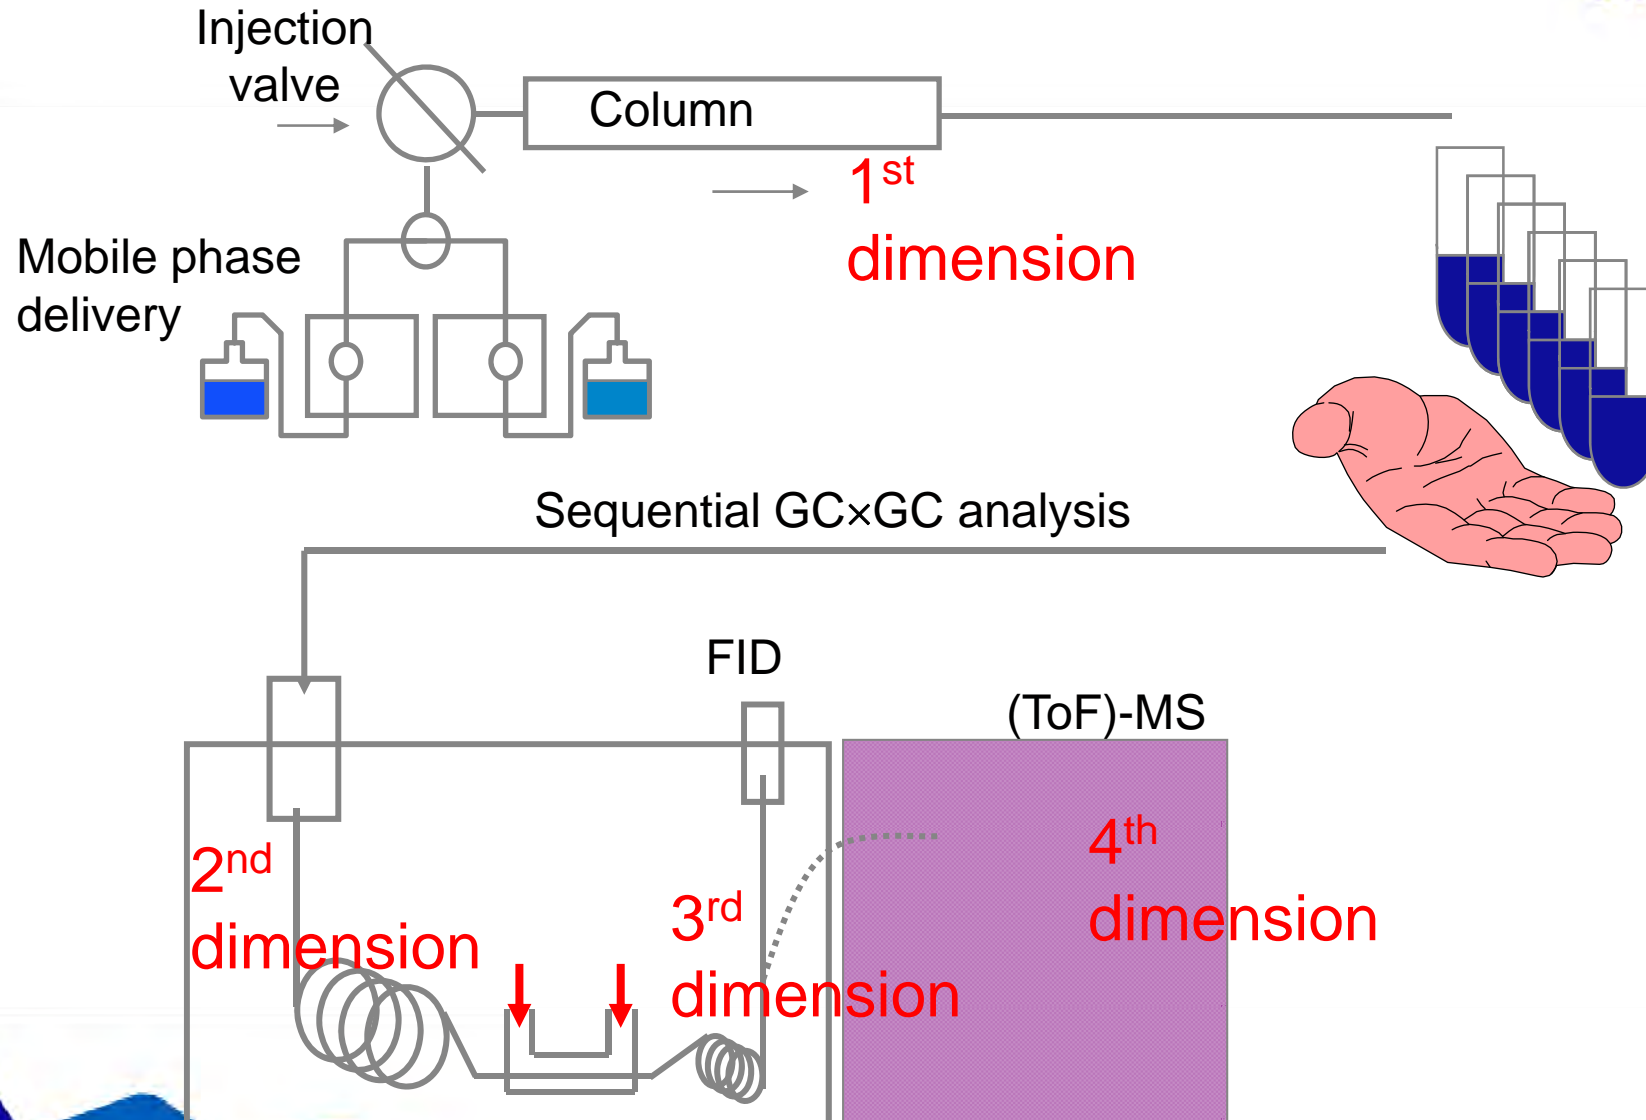 Injection
valve
Column
1st
dimension
Mobile phase
delivery
Sequential GC×GC analysis
FID
(ToF)-MS
2nd
dimension
3rd
dimension
4th
dimension